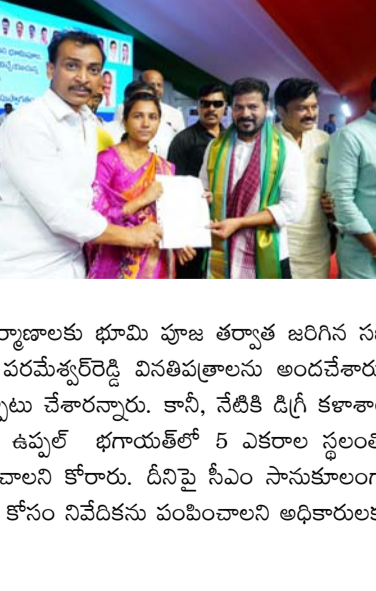 ర్మాణాలకు భూమి పూజ తర్వాత జరిగిన స
పరమేశ్వర్‌రెడ్డి వినతిపత్రాలను అందచేశారు
చేశారన్నారు. కానీ, నేటికి డిగ్రీ కళాశా
ఉప్పల్ భగాయత్‌లో 5 ఎకరాల స్థలంతో
చాలని కోరారు. దీనిపై సీఎం సానుకూలంగా
కోసం నివేదికను పంపించాలని అధికారులక